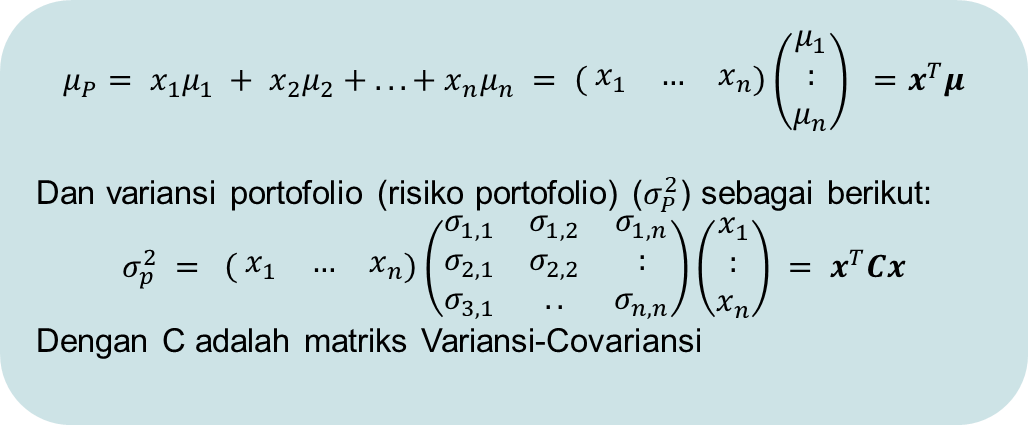 μ_P = x_1μ_1 + x_2μ_2 + ... + x_nμ_n = ( x_1 ... x_n) (μ_1 : μ_n) = x^T μ
Dan variansi portofolio (risiko portofolio) (σ_P^2) sebagai berikut:
σ_p^2 = ( x_1 ... x_n) (σ_{1,1} σ_{1,2} σ_{1,n} σ_{2,1} σ_{2,2} : σ_{3,1} .. σ_{n,n}) (x_1 : x_n) = x^T Cx
Dengan C adalah matriks Variansi-Covariansi